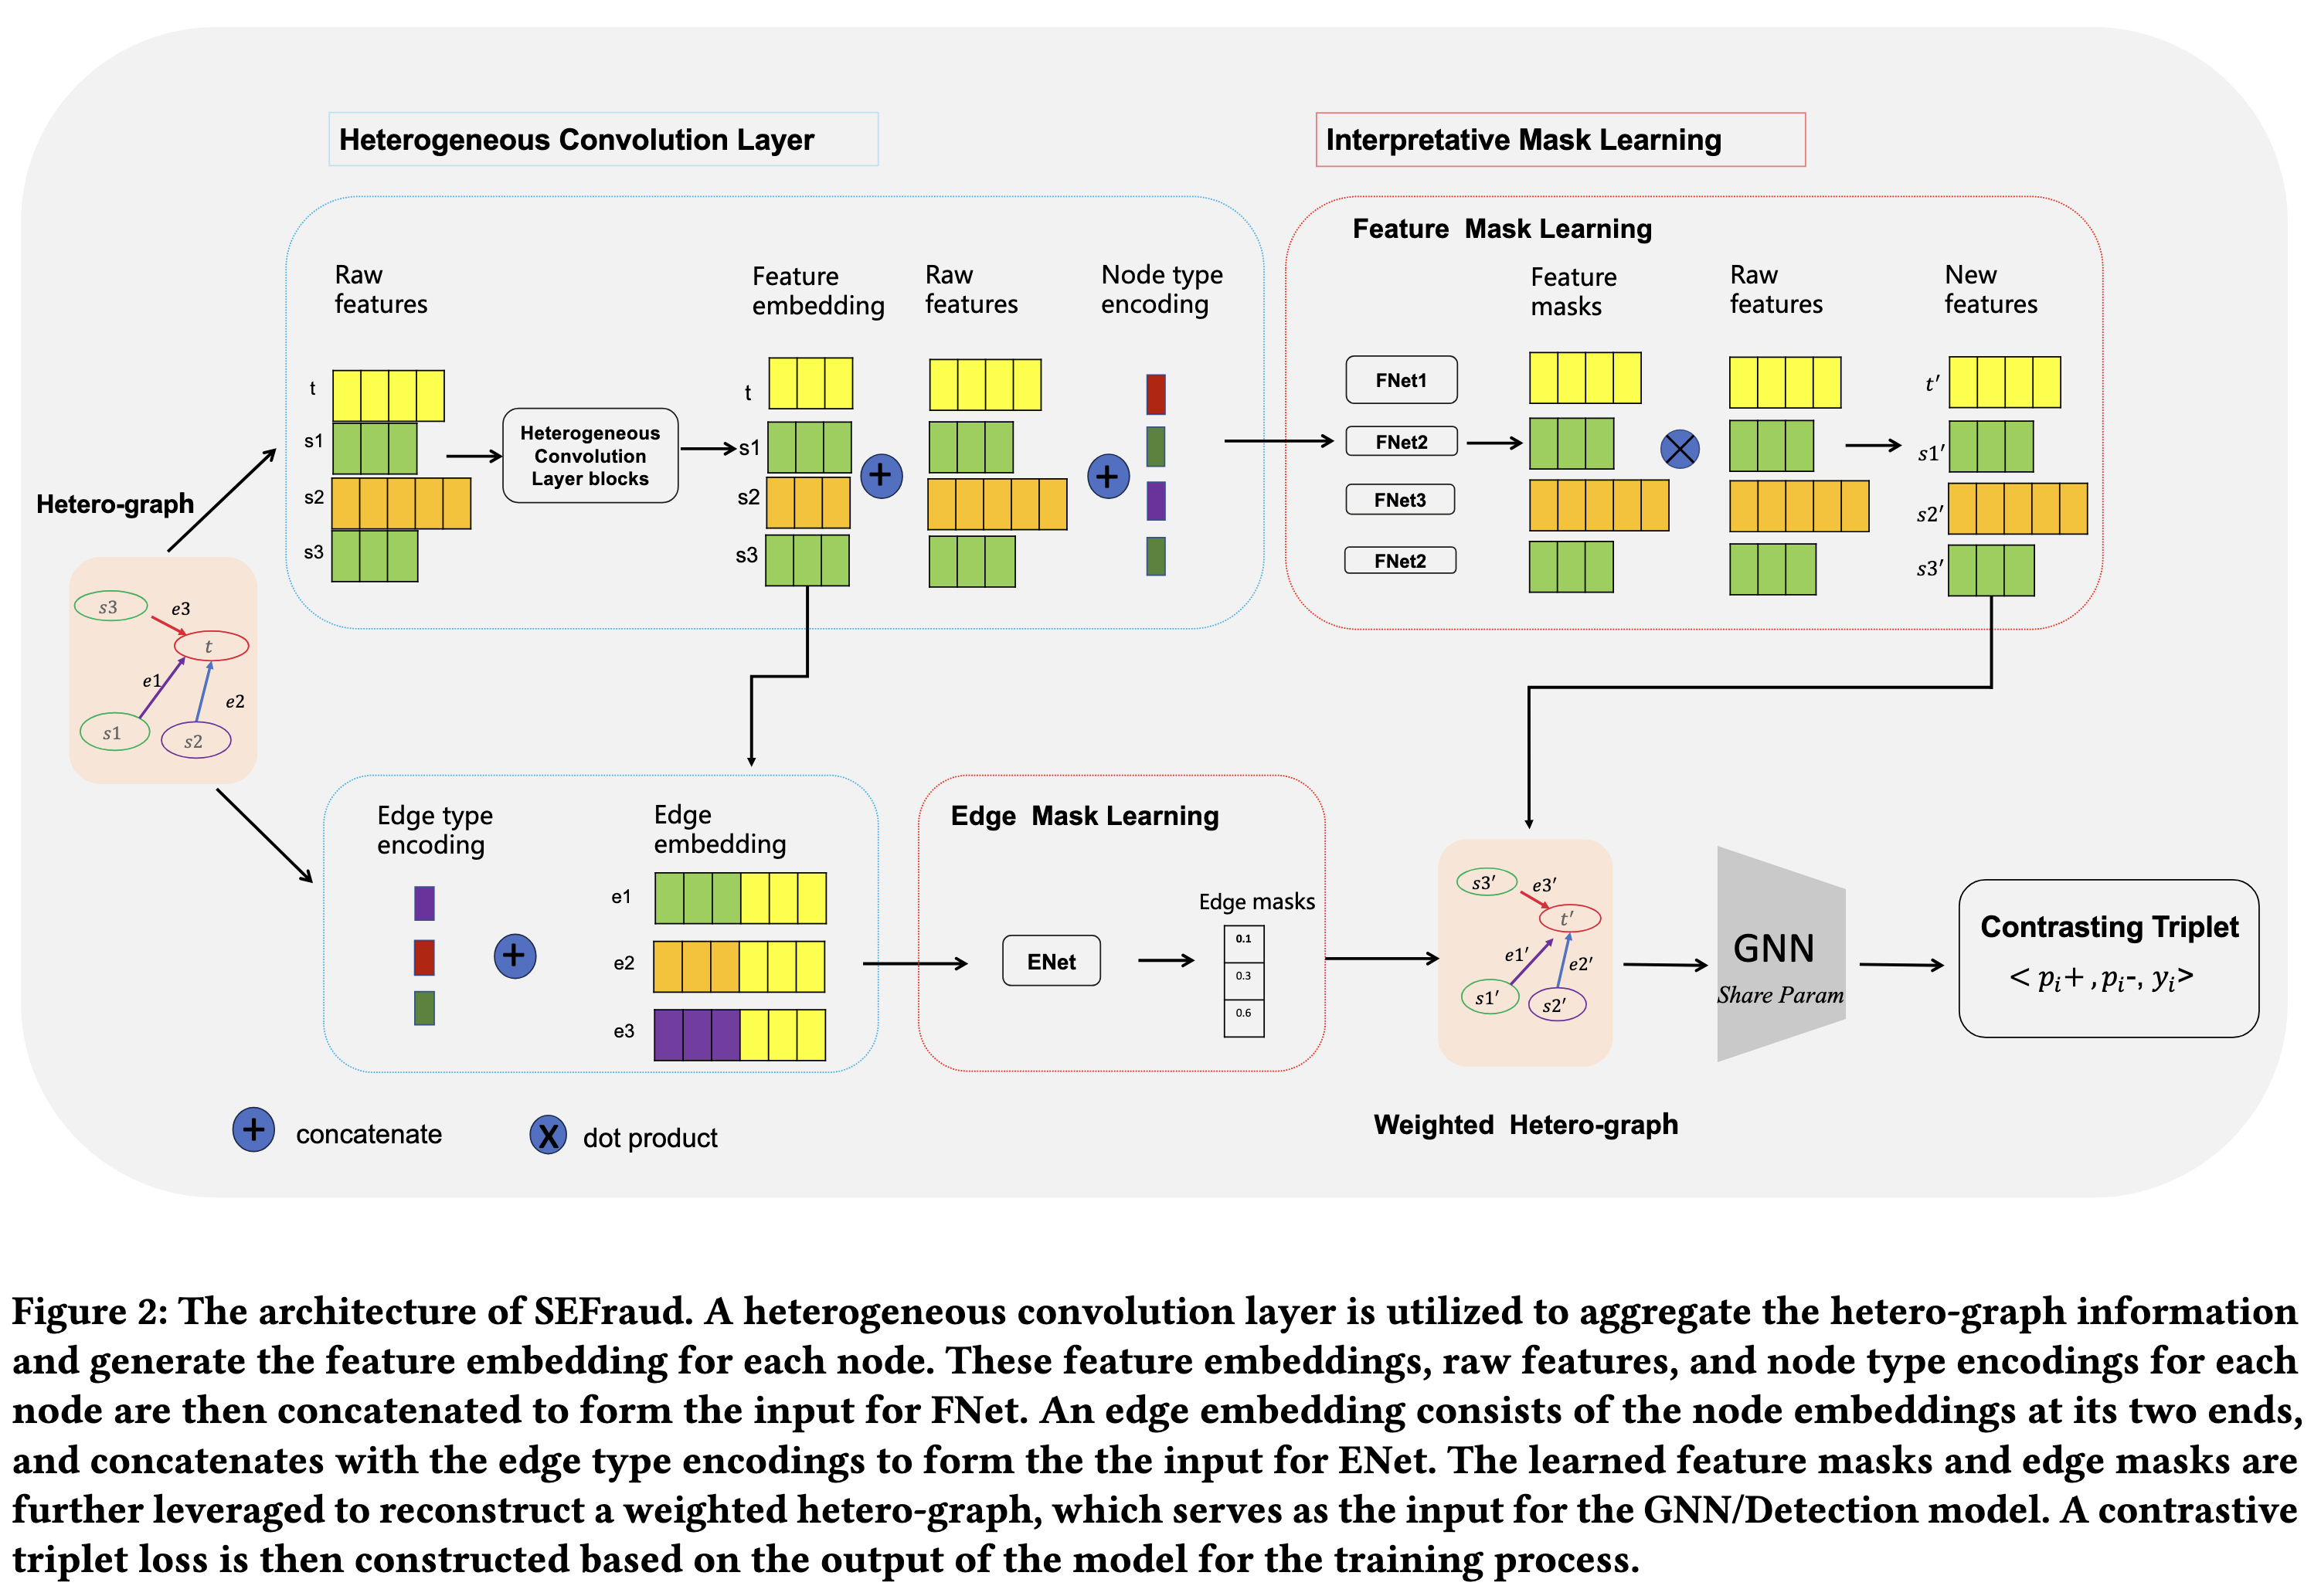 Heterogeneous Convolution Layer
Interpretative Mask Learning
Feature Mask Learning
Raw
features
Feature
embedding
Raw
features
Node type
encoding
Feature
masks
Raw
features
New
features
t
s1
s2
s3
Heterogeneous
Convolution
Layer blocks
t
s1
s2
s3
+
+
FNet1
FNet2
FNet3
FNet2
t′
s1′
s2′
s3′
Hetero-graph
s3
e3
t
e1
e2
s1
s2
Edge type
encoding
Edge
embedding
+
e1
e2
e3
Edge Mask Learning
ENet
Edge masks
0.1
0.3
0.6
s3′
e3′
t′
e1′
e2′
s1′
s2′
GNN
Share Param
Contrasting Triplet
< pᵢ+ , pᵢ-, yᵢ>
+ concatenate
X dot product
Weighted Hetero-graph
Figure 2: The architecture of SEFraud. A heterogeneous convolution layer is utilized to aggregate the hetero-graph information
and generate the feature embedding for each node. These feature embeddings, raw features, and node type encodings for each
node are then concatenated to form the input for FNet. An edge embedding consists of the node embeddings at its two ends,
and concatenates with the edge type encodings to form the the input for ENet. The learned feature masks and edge masks are
further leveraged to reconstruct a weighted hetero-graph, which serves as the input for the GNN/Detection model. A contrastive
triplet loss is then constructed based on the output of the model for the training process.